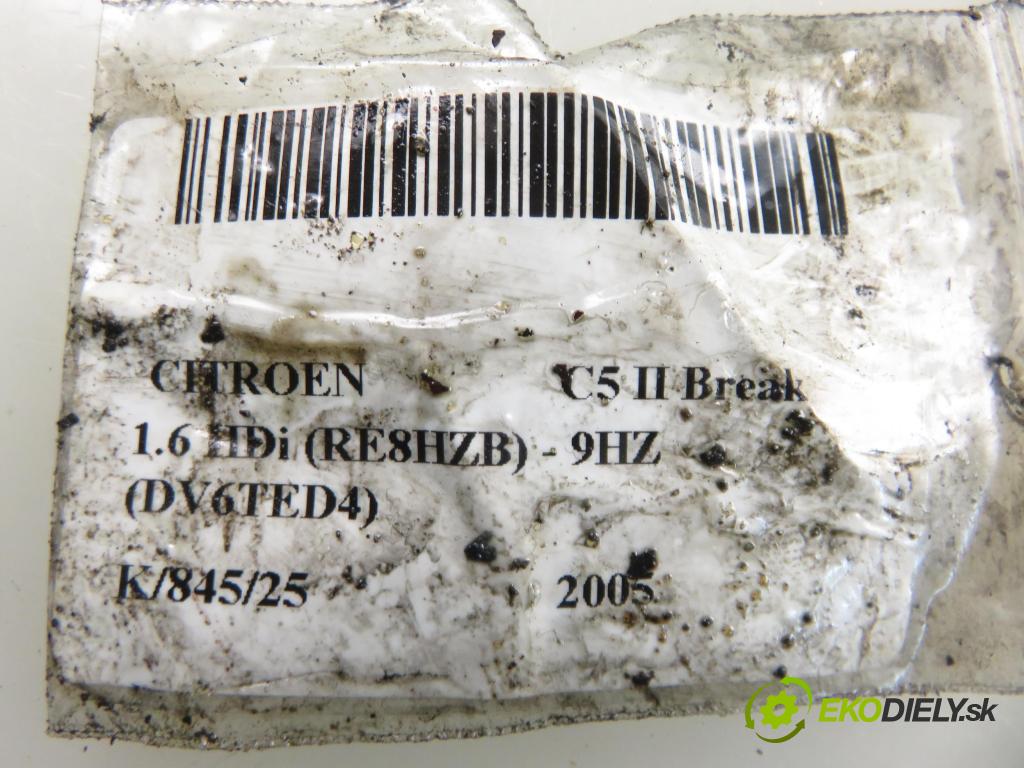 CITROEN C5 II Break
1.6 HDi (RE8HZB) - 9HZ
(DV6TED4)
K/845/25 2005
EKODIELY.sk